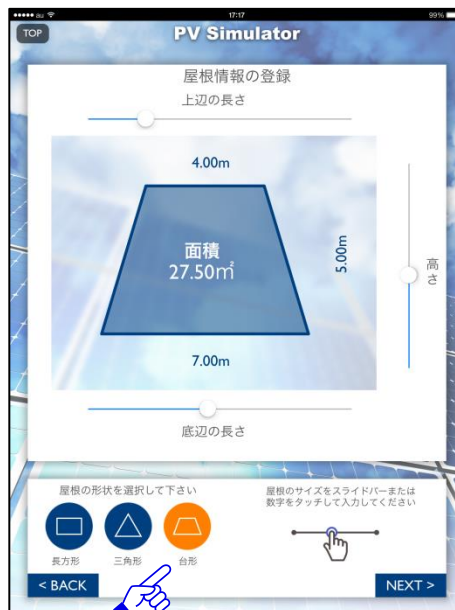 au
17:17
99%
TOP
PV Simulator
屋根情報の登録
上辺の長さ
4.00m
面積
27.50㎡
5.00m
高さ
7.00m
底辺の長さ
屋根の形状を選択して下さい
屋根のサイズをスライドバーまたは
数字をタッチして入力してください
長方形
三角形
台形
< BACK
NEXT >